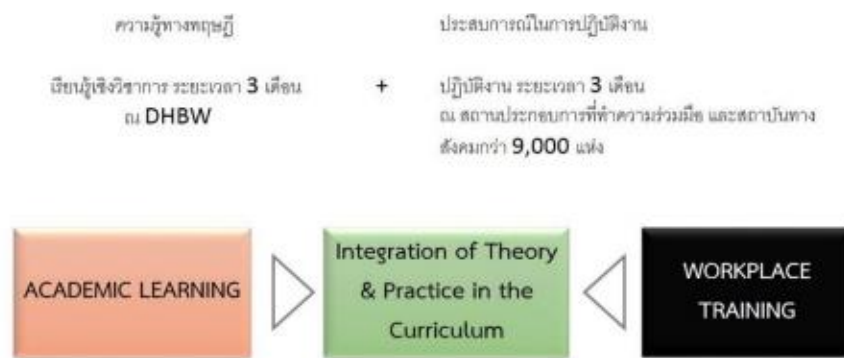 ความรู้ทางทฤษฎี
ประสบการณ์ในการปฏิบัติงาน
เรียนรู้เชิงวิชาการ ระยะเวลา 3 เดือน
ณ DHBW
+
ปฏิบัติงาน ระยะเวลา 3 เดือน
ณ สถานประกอบการที่ทำความร่วมมือ และสถาบันทาง
สังคมกว่า 9,000 แห่ง
ACADEMIC LEARNING
Integration of Theory
& Practice in the
Curriculum
WORKPLACE
TRAINING